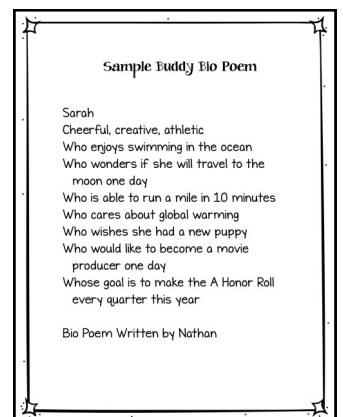 Sample Buddy Bio Poem
Sarah
Cheerful, creative, athletic
Who enjoys swimming in the ocean
Who wonders if she will travel to the
moon one day
Who is able to run a mile in 10 minutes
Who cares about global warming
Who wishes she had a new puppy
Who would like to become a movie
producer one day
Whose goal is to make the A Honor Roll
every quarter this year
Bio Poem Written by Nathan